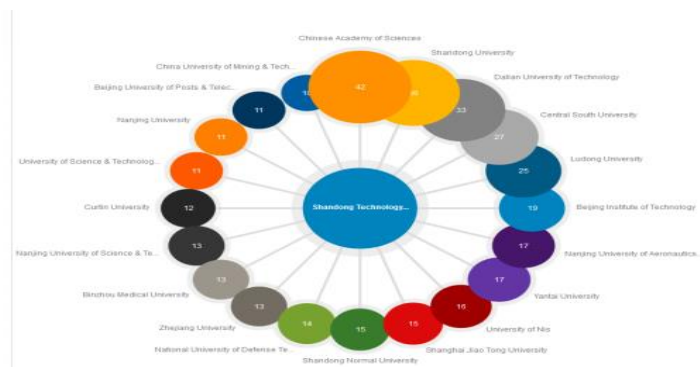 Chinese Academy of Sciences
42
Shandong University
Dalian University of Technology
33
Central South University
27
Ludong University
25
Beijing Institute of Technology
19
Nanjing University of Aeronautics...
17
Yantai University
17
University of Nis
16
Shanghai Jiao Tong University
15
Shandong Normal University
15
National University of Defense Te...
14
Zhejiang University
13
Binzhou Medical University
13
Nanjing University of Science & Te...
13
Curtin University
12
University of Science & Technolog...
11
Nanjing University
11
Beijing University of Posts & Telec...
11
China University of Mining & Tech...
Shandong Technology...